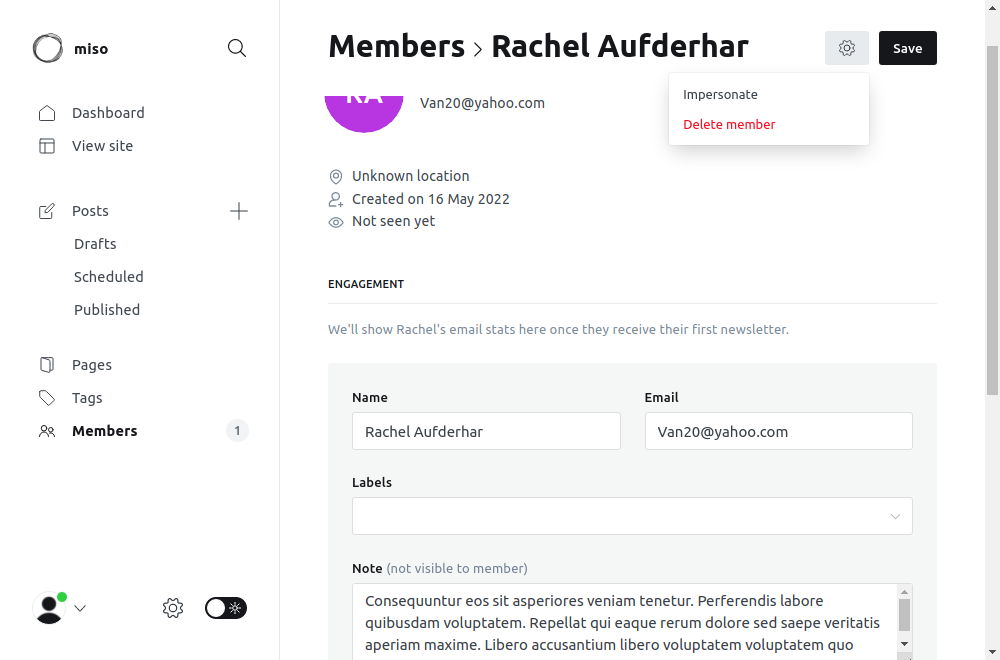 miso
Dashboard
View site
Posts
Drafts
Scheduled
Published
Pages
Tags
Members 1
Members > Rachel Aufderhar
Save
Impersonate
Delete member
RA
Van20@yahoo.com
Unknown location
Created on 16 May 2022
Not seen yet
ENGAGEMENT
We'll show Rachel's email stats here once they receive their first newsletter.
Name
Rachel Aufderhar
Email
Van20@yahoo.com
Labels
Note (not visible to member)
Consequuntur eos sit asperiores veniam tenetur. Perferendis labore
quibusdam voluptatem. Repellat qui eaque rerum dolore sed saepe veritatis
aperiam maxime. Libero accusantium libero voluptatem voluptatem quo